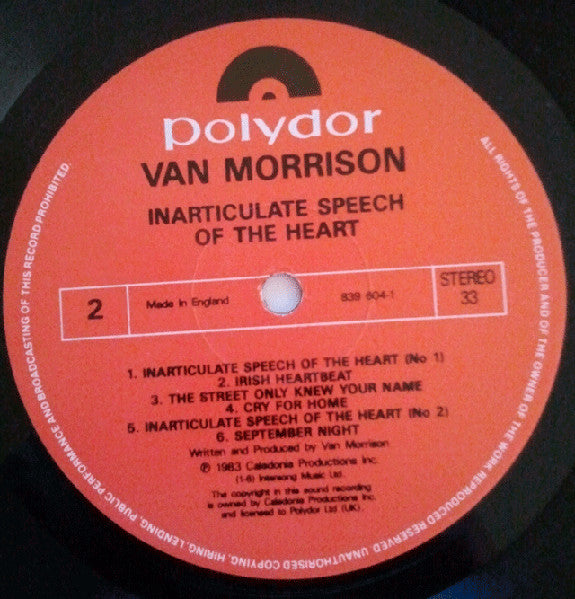 polydor
VAN MORRISON
INARTICULATE SPEECH
OF THE HEART
2
Made in England
839 604-1
STEREO
33
1. INARTICULATE SPEECH OF THE HEART (No 1)
2. IRISH HEARTBEAT
3. THE STREET ONLY KNEW YOUR NAME
4. CRY FOR HOME
5. INARTICULATE SPEECH OF THE HEART (No 2)
6. SEPTEMBER NIGHT
Written and Produced by Van Morrison
℗ 1983 Caledonia Productions Inc.
(1-6) Intersong Music Ltd.
The copyright in this sound recording
is owned by Caledonia Productions Inc.
and licensed to Polydor Ltd (UK).
ALL RIGHTS OF THE PRODUCER AND OF THE OWNER OF THE WORK REPRODUCED RESERVED. UNAUTHORISED COPYING, HIRING, LENDING, PUBLIC PERFORMANCE AND BROADCASTING OF THIS RECORD PROHIBITED.